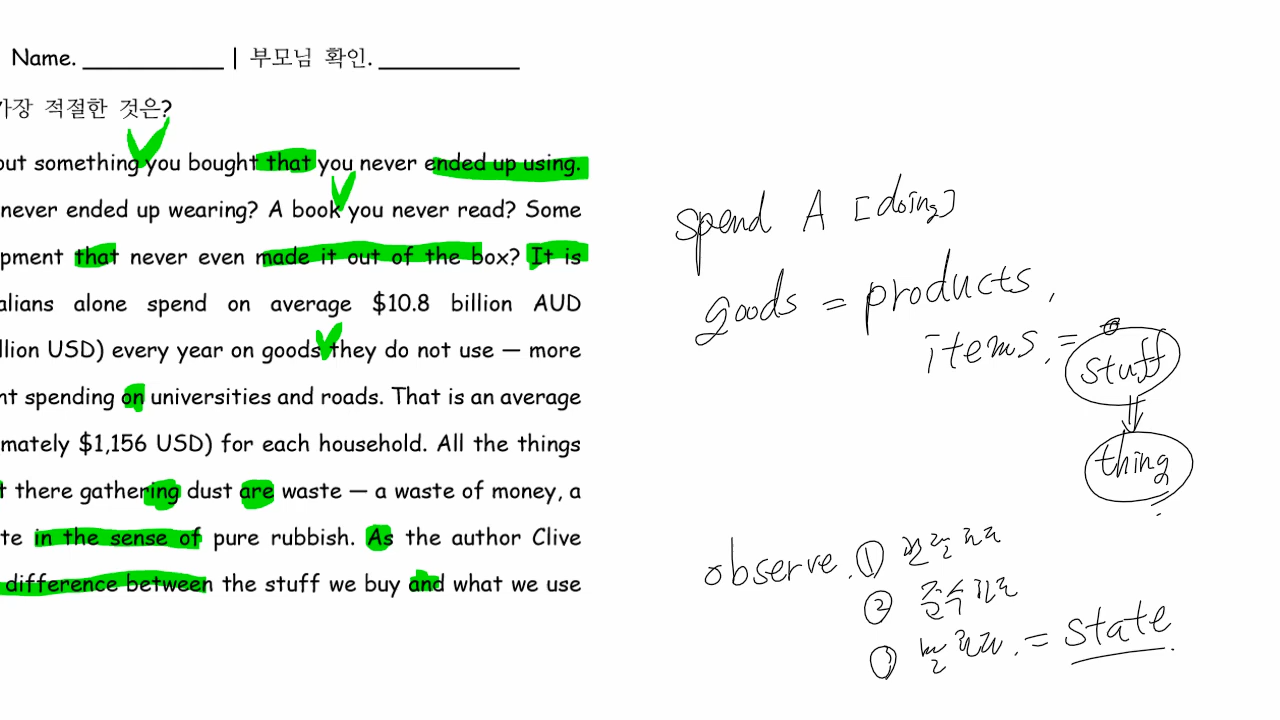 Name. __________ | 부모님 확인. __________
가장 적절한 것은?
out something you bought that you never ended up using.
never ended up wearing? A book you never read? Some
pment that never even made it out of the box? It is
alians alone spend on average $10.8 billion AUD
llion USD) every year on goods they do not use — more
nt spending on universities and roads. That is an average
mately $1,156 USD) for each household. All the things
t there gathering dust are waste — a waste of money, a
te in the sense of pure rubbish. As the author Clive
difference between the stuff we buy and what we use
spend A [doing]
goods = products,
items. = stuff
thing
observe. ① 관찰하다
② 준수하다
③ 말하다. = state.